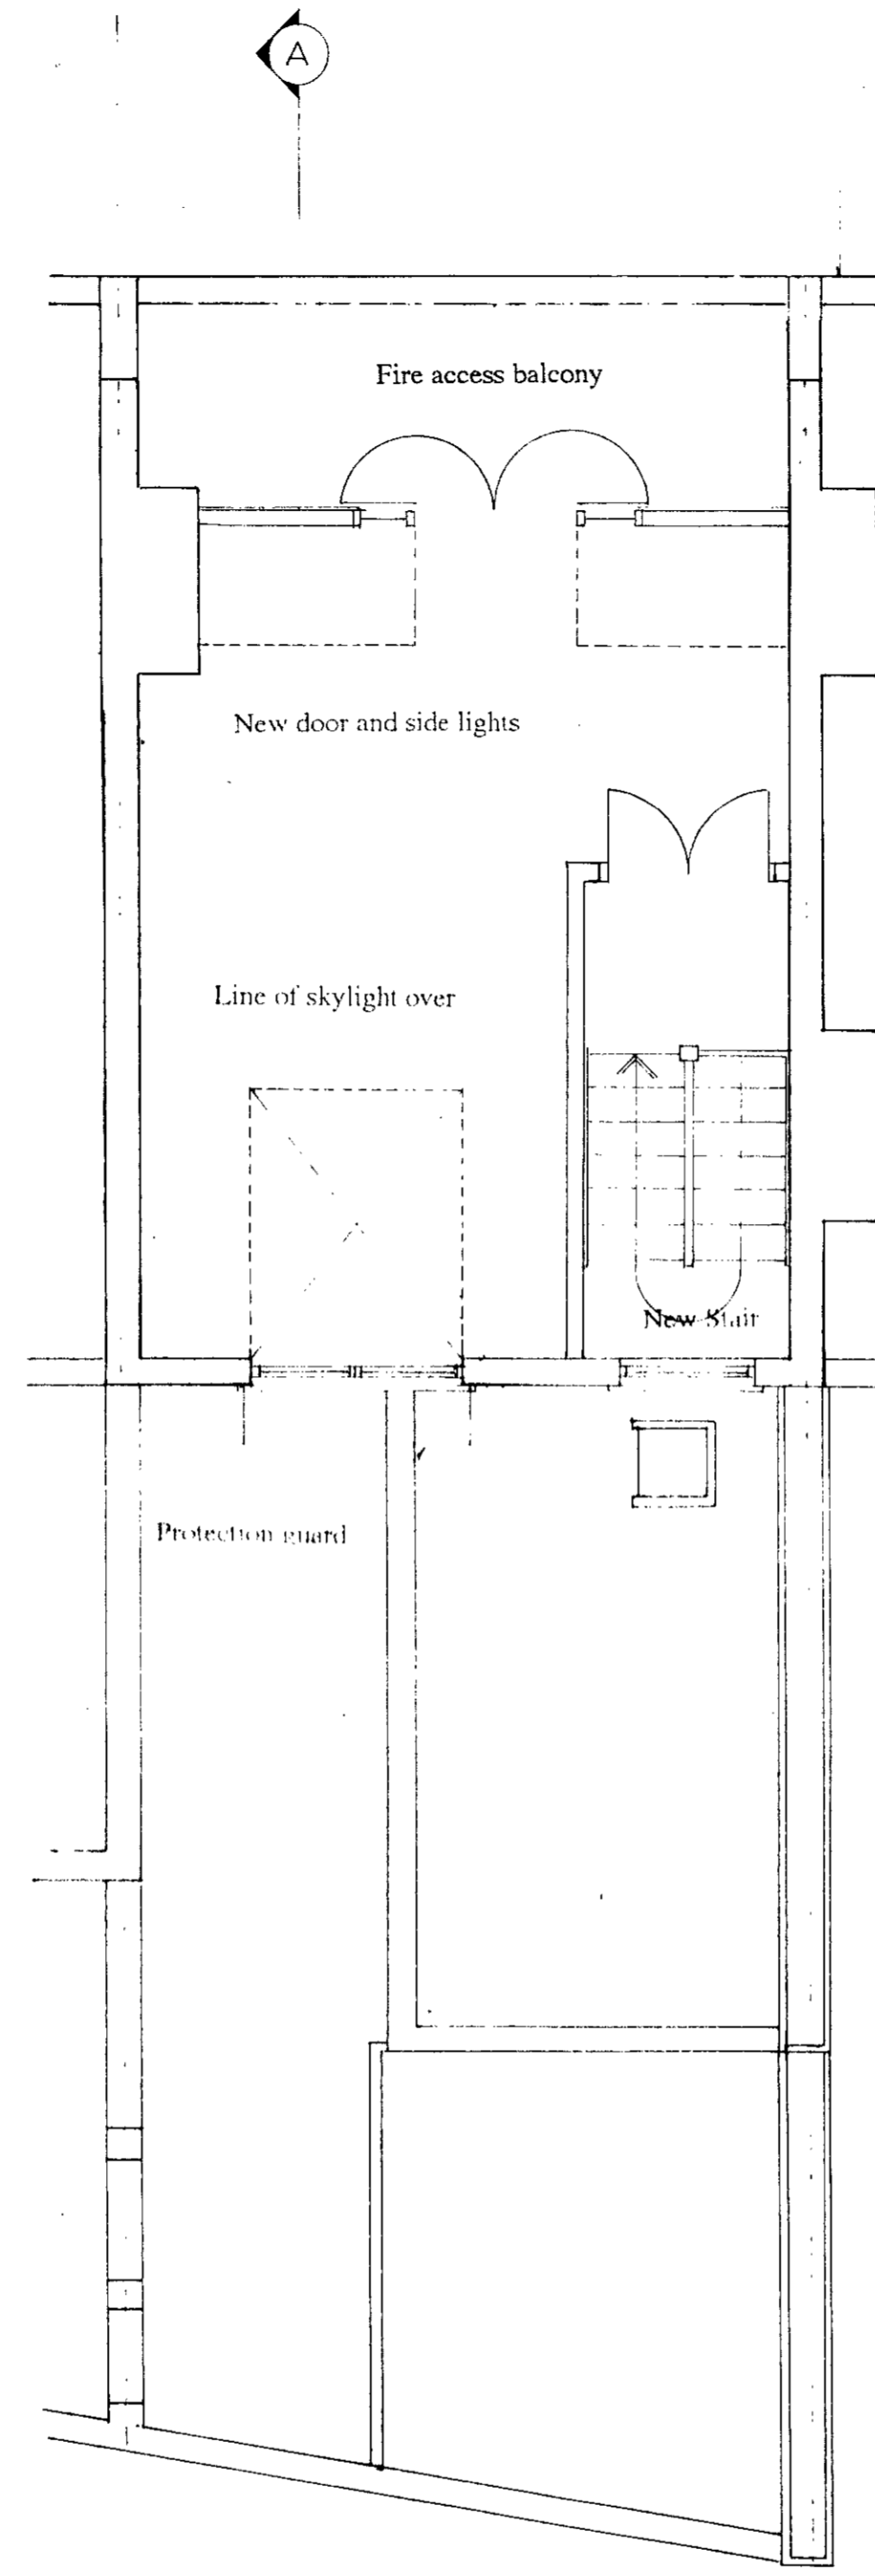 A
Fire access balcony
New door and side lights
Line of skylight over
New Stair
Protection guard